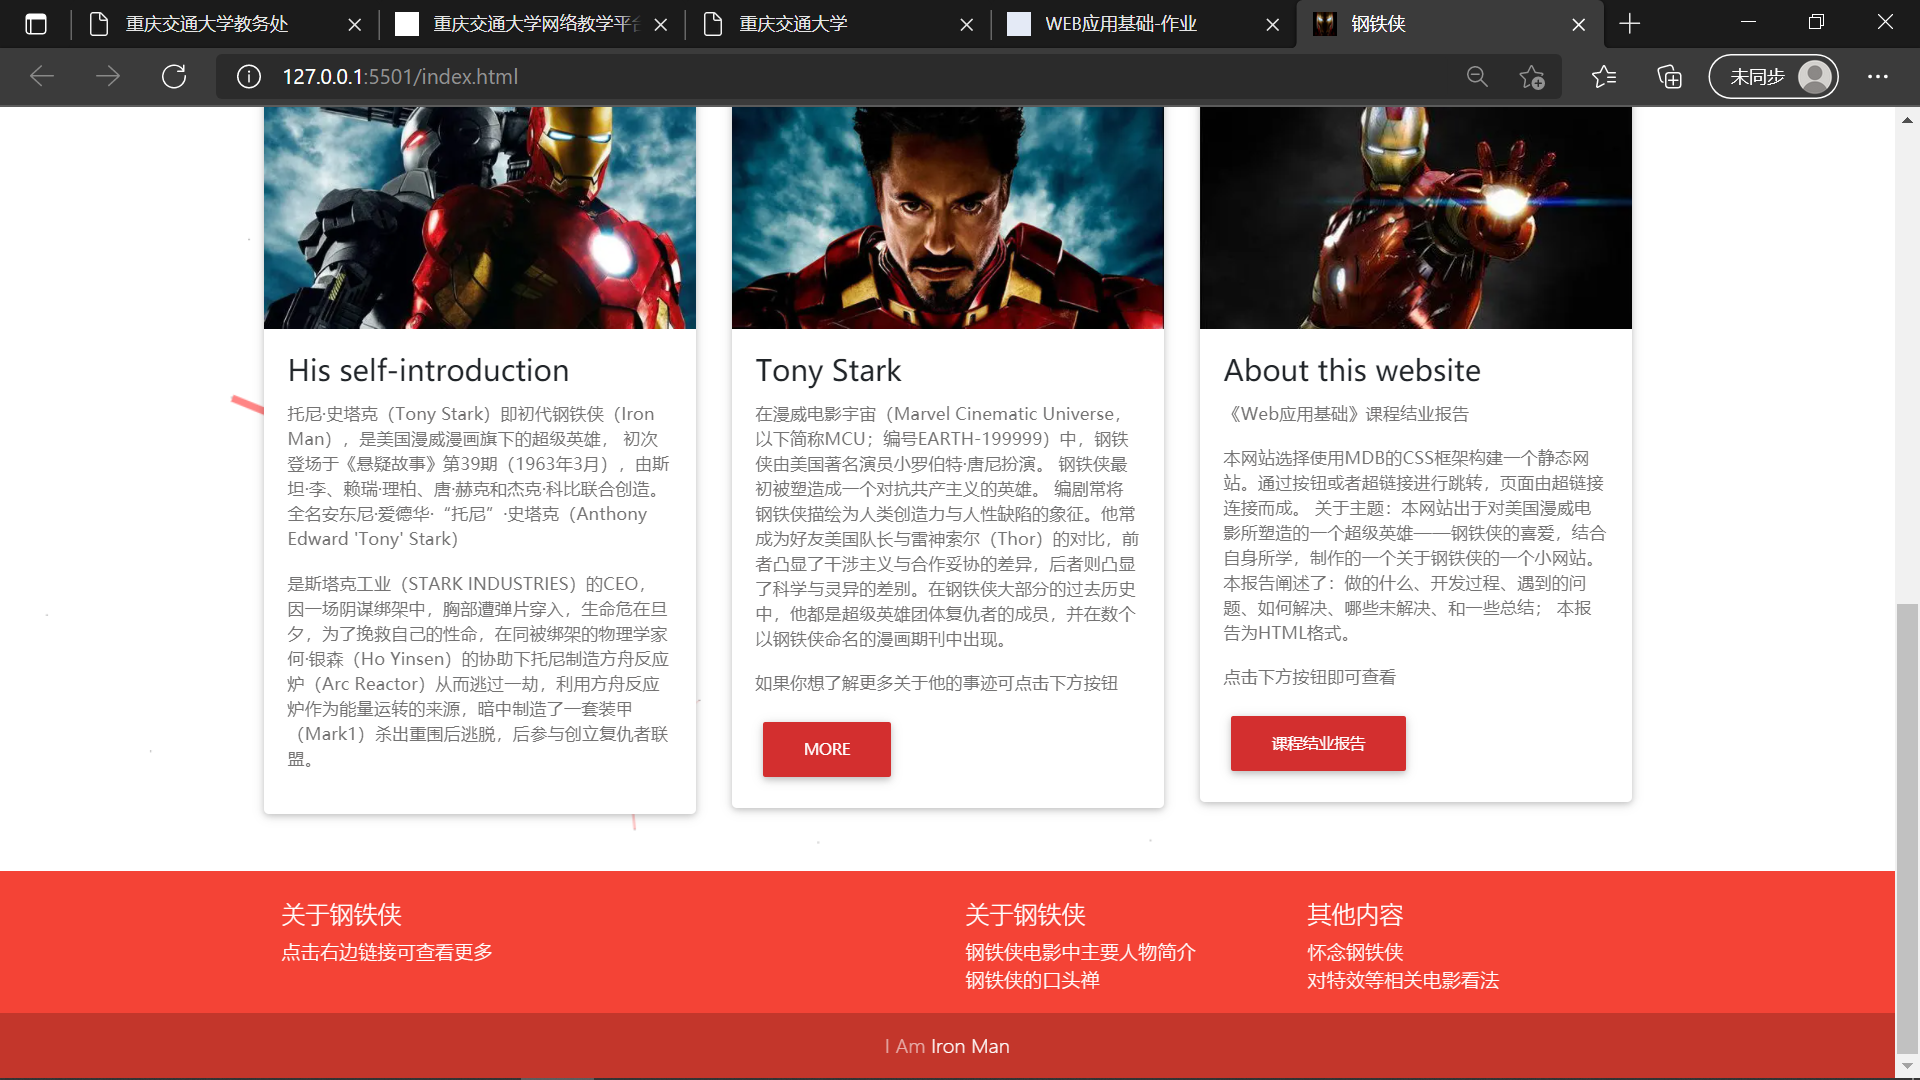 重庆交通大学教务处
重庆交通大学网络教学平台
重庆交通大学
WEB应用基础-作业
钢铁侠
127.0.0.1:5501/index.html
未同步
His self-introduction
托尼·史塔克（Tony Stark）即初代钢铁侠（Iron
Man），是美国漫威漫画旗下的超级英雄， 初次
登场于《悬疑故事》第39期（1963年3月），由斯
坦·李、赖瑞·理柏、唐·赫克和杰克·科比联合创造。
全名安东尼·爱德华·“托尼”·史塔克（Anthony
Edward 'Tony' Stark）
是斯塔克工业（STARK INDUSTRIES）的CEO，
因一场阴谋绑架中，胸部遭弹片穿入，生命危在旦
夕，为了挽救自己的性命，在同被绑架的物理学家
何·银森（Ho Yinsen）的协助下托尼制造方舟反应
炉（Arc Reactor）从而逃过一劫，利用方舟反应
炉作为能量运转的来源，暗中制造了一套装甲
（Mark1）杀出重围后逃脱，后参与创立复仇者联
盟。
Tony Stark
在漫威电影宇宙（Marvel Cinematic Universe，
以下简称MCU；编号EARTH-199999）中，钢铁
侠由美国著名演员小罗伯特·唐尼扮演。 钢铁侠最
初被塑造成一个对抗共产主义的英雄。 编剧常将
钢铁侠描绘为人类创造力与人性缺陷的象征。他常
成为好友美国队长与雷神索尔（Thor）的对比，前
者凸显了干涉主义与合作妥协的差异，后者则凸显
了科学与灵异的差别。在钢铁侠大部分的过去历史
中，他都是超级英雄团体复仇者的成员，并在数个
以钢铁侠命名的漫画期刊中出现。
如果你想了解更多关于他的事迹可点击下方按钮
MORE
About this website
《Web应用基础》课程结业报告
本网站选择使用MDB的CSS框架构建一个静态网
站。通过按钮或者超链接进行跳转，页面由超链接
连接而成。 关于主题：本网站出于对美国漫威电
影所塑造的一个超级英雄——钢铁侠的喜爱，结合
自身所学，制作的一个关于钢铁侠的一个小网站。
本报告阐述了：做的什么、开发过程、遇到的问
题、如何解决、哪些未解决、和一些总结； 本报
告为HTML格式。
点击下方按钮即可查看
课程结业报告
关于钢铁侠
点击右边链接可查看更多
关于钢铁侠
钢铁侠电影中主要人物简介
钢铁侠的口头禅
其他内容
怀念钢铁侠
对特效等相关电影看法
I Am Iron Man